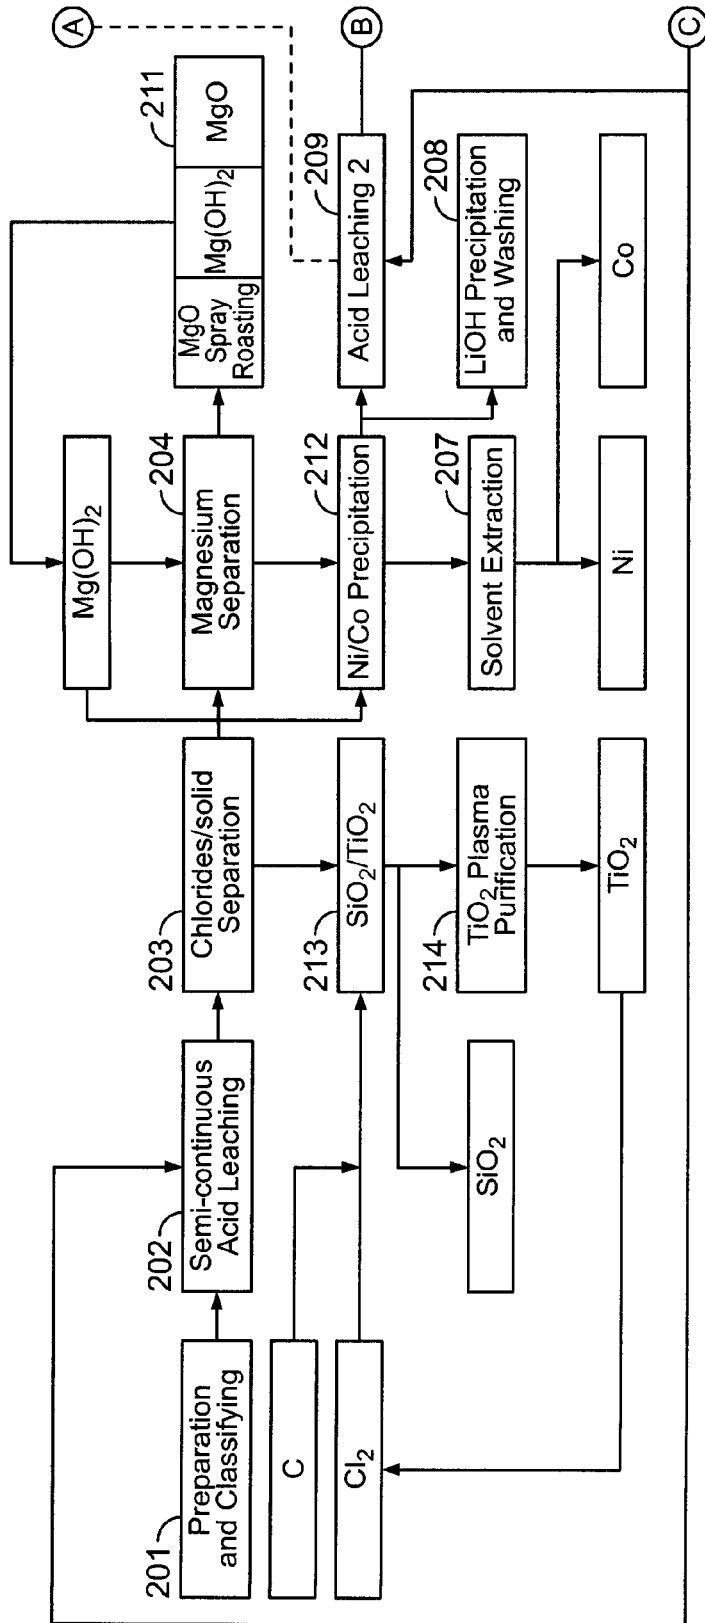 201
Preparation
and Classifying
202
Semi-continuous
Acid Leaching
203
Chlorides/solid
Separation
Mg(OH)2
204
Magnesium
Separation
211
MgO
Spray
Roasting
Mg(OH)2
MgO
A
C
Cl2
213
SiO2/TiO2
212
Ni/Co Precipitation
209
Acid Leaching 2
B
SiO2
214
TiO2 Plasma
Purification
207
Solvent Extraction
208
LiOH Precipitation
and Washing
TiO2
Ni
Co
C